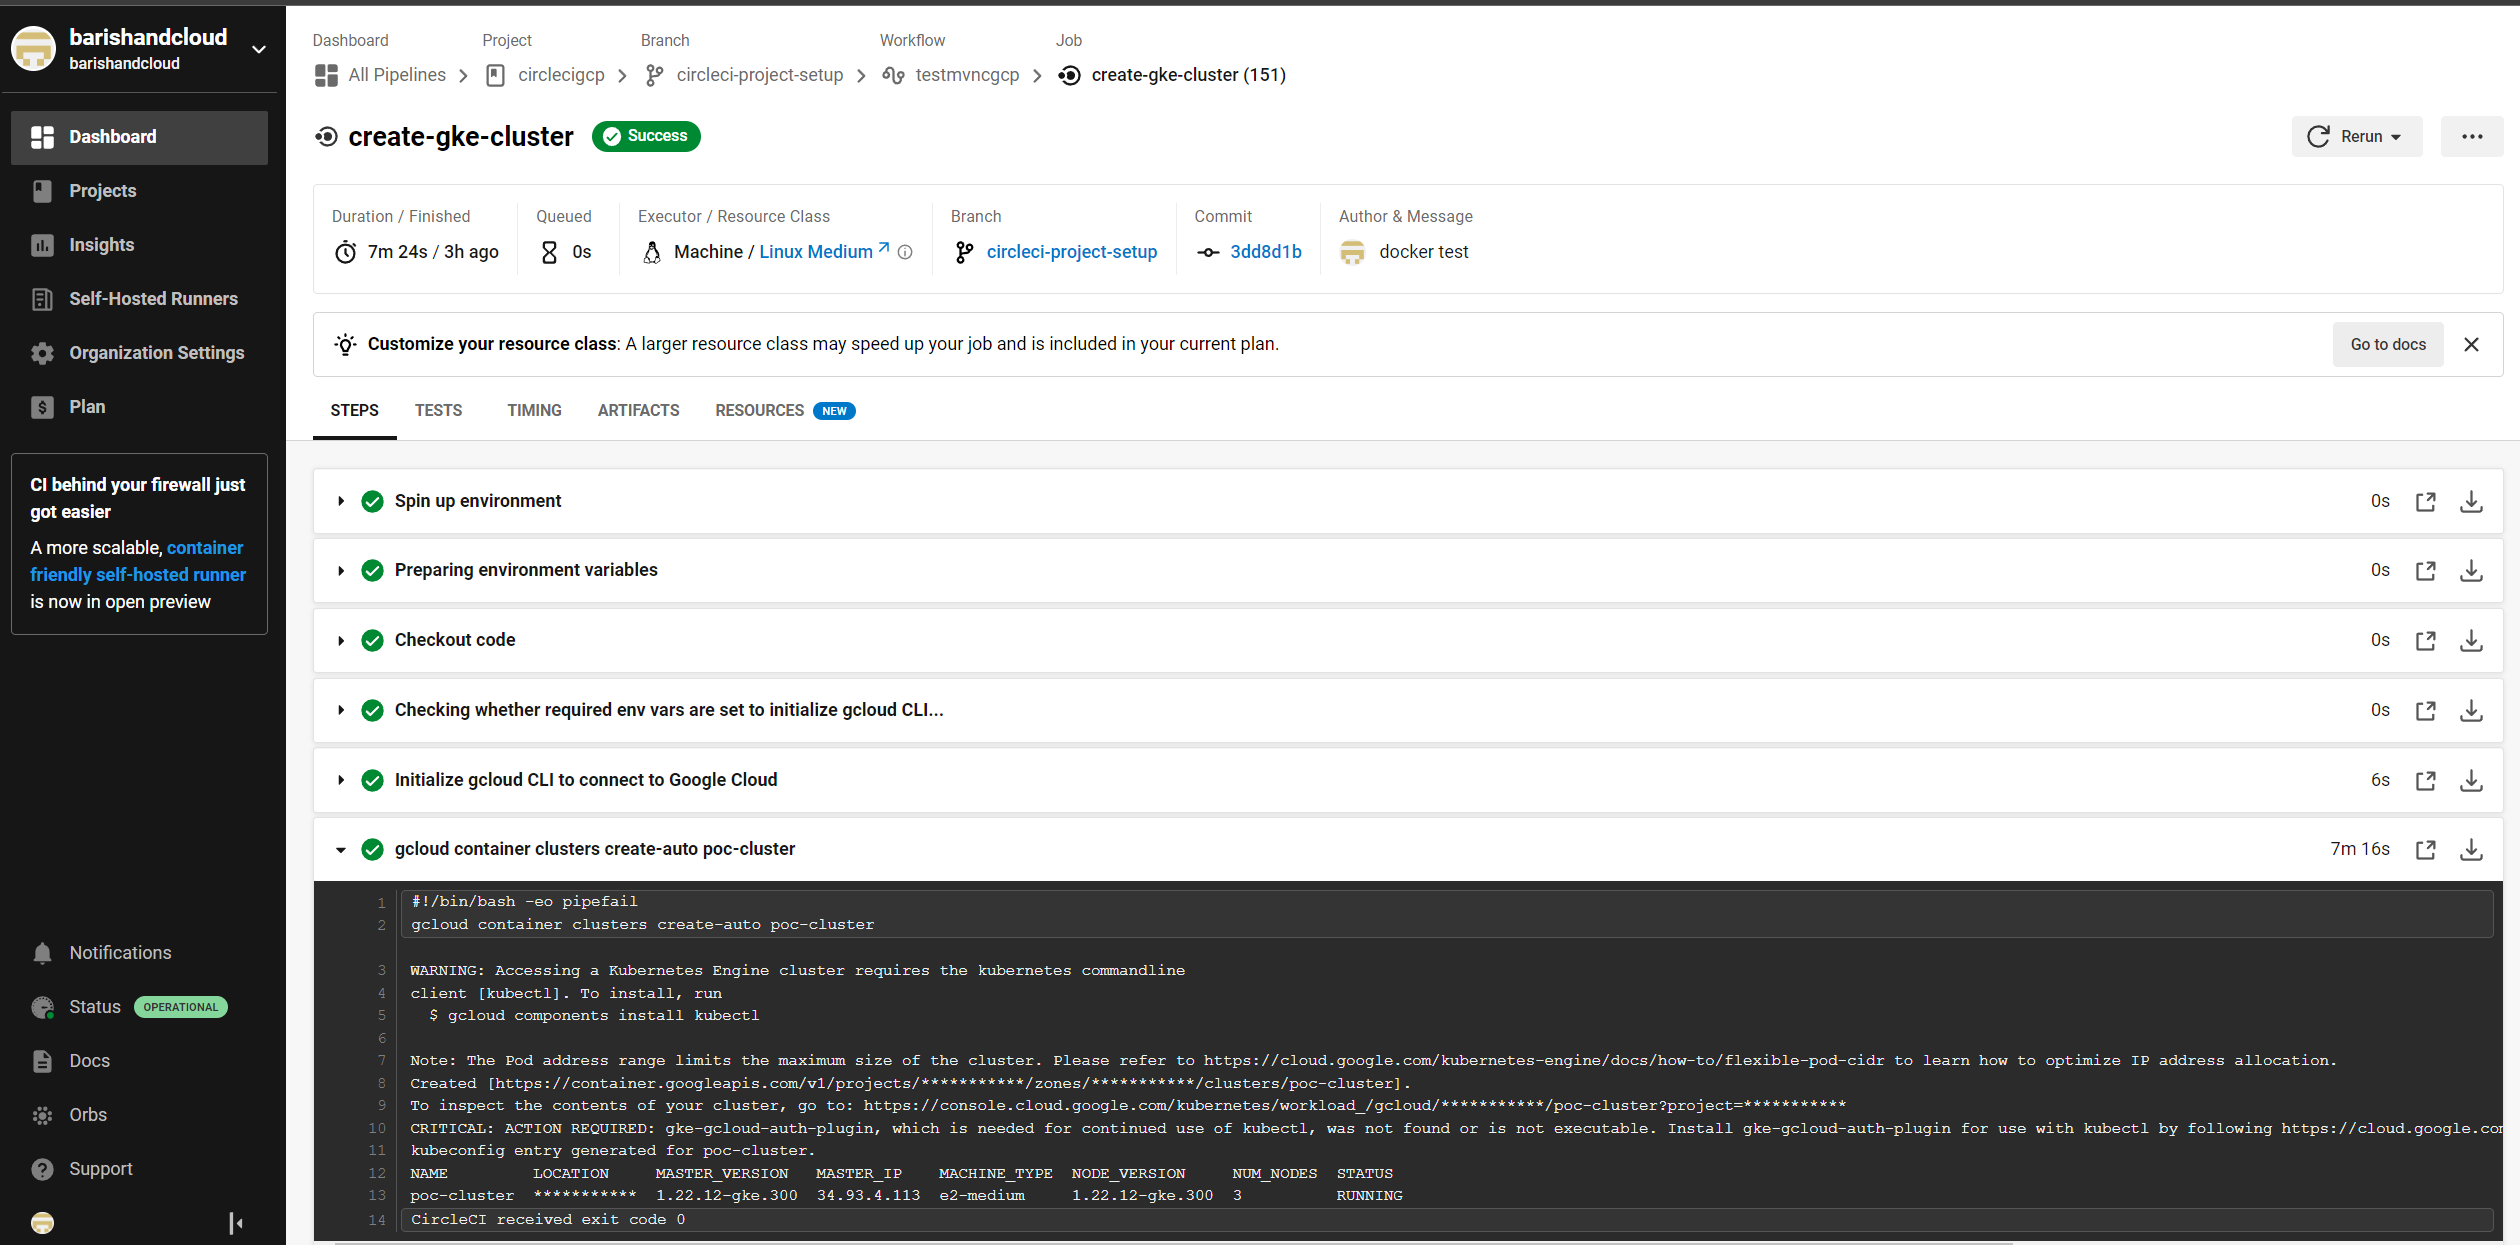 barishandcloud
barishandcloud
Dashboard
Projects
Insights
Self-Hosted Runners
Organization Settings
Plan
CI behind your firewall just
got easier
A more scalable, container
friendly self-hosted runner
is now in open preview
Notifications
Status OPERATIONAL
Docs
Orbs
Support
Dashboard Project Branch Workflow Job
All Pipelines circlecigcp circleci-project-setup testmvncgcp create-gke-cluster (151)
create-gke-cluster Success
Rerun
Duration / Finished Queued Executor / Resource Class Branch Commit Author & Message
7m 24s / 3h ago 0s Machine / Linux Medium circleci-project-setup 3dd8d1b docker test
Customize your resource class: A larger resource class may speed up your job and is included in your current plan. Go to docs
STEPS TESTS TIMING ARTIFACTS RESOURCES NEW
Spin up environment 0s
Preparing environment variables 0s
Checkout code 0s
Checking whether required env vars are set to initialize gcloud CLI... 0s
Initialize gcloud CLI to connect to Google Cloud 6s
gcloud container clusters create-auto poc-cluster 7m 16s
1 #!/bin/bash -eo pipefail
2 gcloud container clusters create-auto poc-cluster
3 WARNING: Accessing a Kubernetes Engine cluster requires the kubernetes commandline
4 client [kubectl]. To install, run
5 $ gcloud components install kubectl
6
7 Note: The Pod address range limits the maximum size of the cluster. Please refer to https://cloud.google.com/kubernetes-engine/docs/how-to/flexible-pod-cidr to learn how to optimize IP address allocation.
8 Created [https://container.googleapis.com/v1/projects/***********/zones/***********/clusters/poc-cluster].
9 To inspect the contents of your cluster, go to: https://console.cloud.google.com/kubernetes/workload_/gcloud/***********/poc-cluster?project=***********
10 CRITICAL: ACTION REQUIRED: gke-gcloud-auth-plugin, which is needed for continued use of kubectl, was not found or is not executable. Install gke-gcloud-auth-plugin for use with kubectl by following https://cloud.google.com
11 kubeconfig entry generated for poc-cluster.
12 NAME LOCATION MASTER_VERSION MASTER_IP MACHINE_TYPE NODE_VERSION NUM_NODES STATUS
13 poc-cluster *********** 1.22.12-gke.300 34.93.4.113 e2-medium 1.22.12-gke.300 3 RUNNING
14 CircleCI received exit code 0